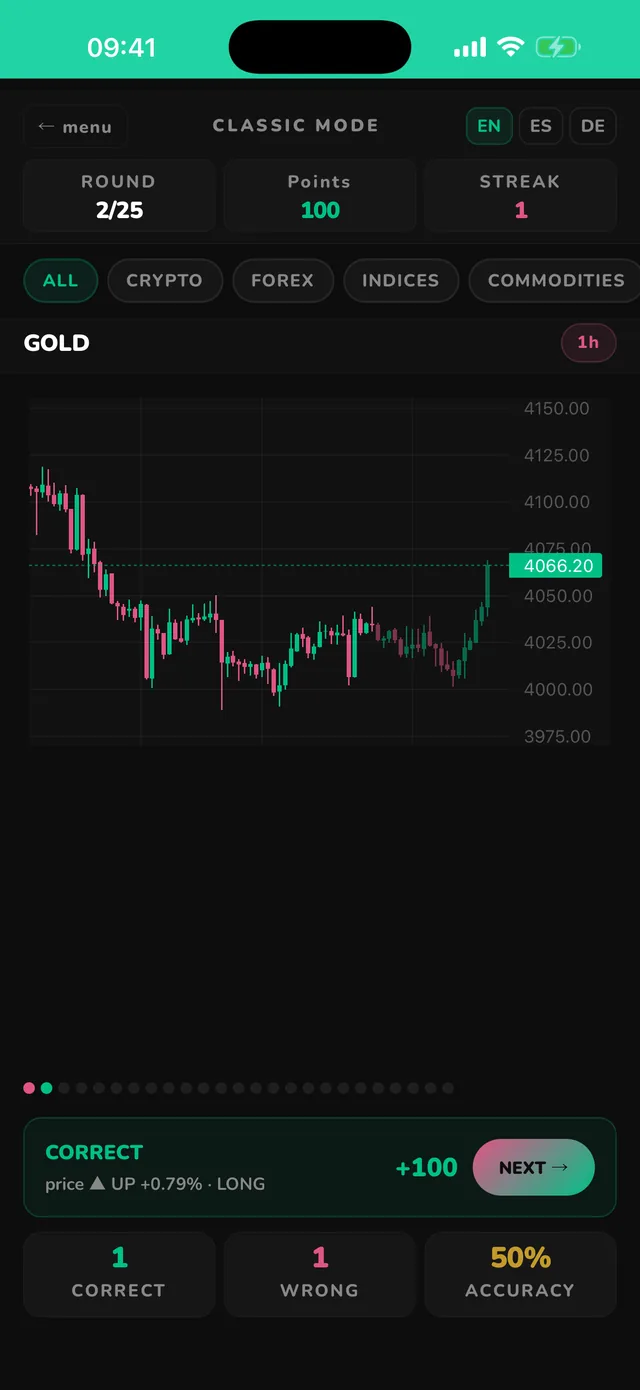 09:41
← menu
CLASSIC MODE
EN ES DE
ROUND
2/25
Points
100
STREAK
1
ALL CRYPTO FOREX INDICES COMMODITIES
GOLD
1h
4150.00
4125.00
4100.00
4075.00
4066.20
4050.00
4025.00
4000.00
3975.00
CORRECT
price ▲ UP +0.79% · LONG
+100
NEXT →
1
CORRECT
1
WRONG
50%
ACCURACY